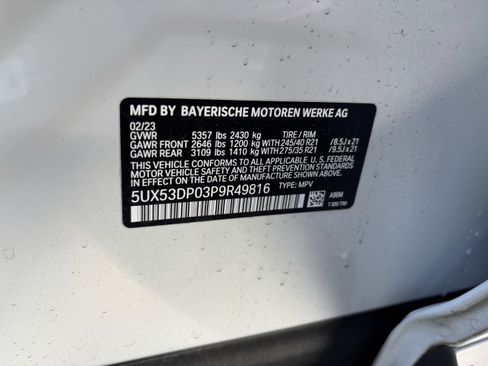 MFD BY BAYERISCHE MOTOREN WERKE AG
02/23
GVWR 5357 lbs 2430 kg TIRE / RIM
GAWR FRONT 2646 lbs 1200 kg 245/40 R21 /8.5J x 21
GAWR REAR 3109 lbs 1410 kg 275/35 R21 /9.5J x 21
THIS VEHICLE CONFORMS TO ALL APPLICABLE U.S. FEDERAL
MOTOR VEHICLE SAFETY, BUMPER, AND THEFT PREVENTION
STANDARDS IN EFFECT ON THE DATE OF MANUFACTURE SHOWN ABOVE.
5UX53DP03P9R49816 TYPE: MPV
A96M